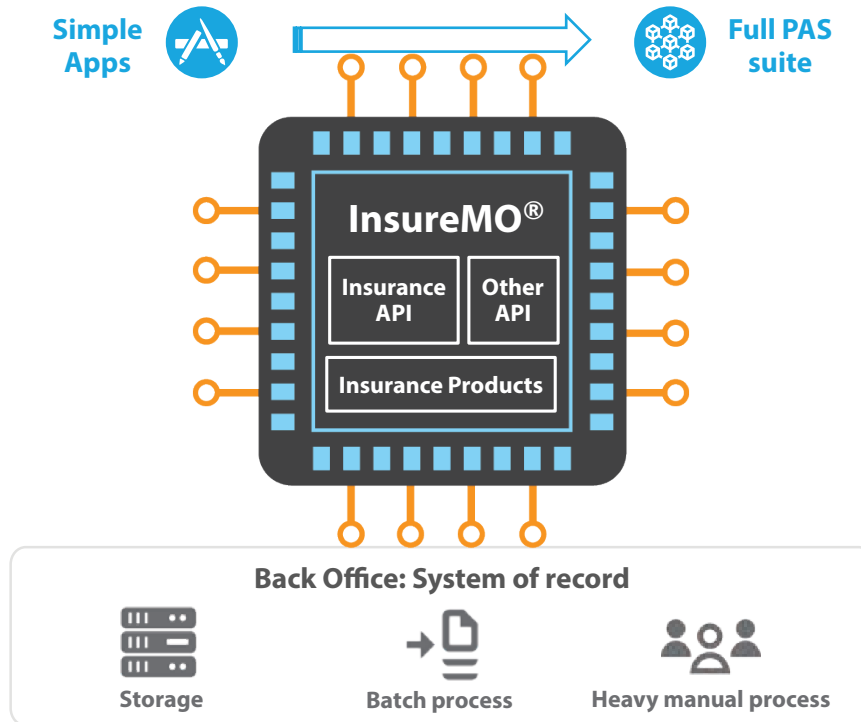 Simple
Apps
Full PAS
suite
InsureMO®
Insurance
API
Other
API
Insurance Products
Back Office: System of record
Storage
Batch process
Heavy manual process